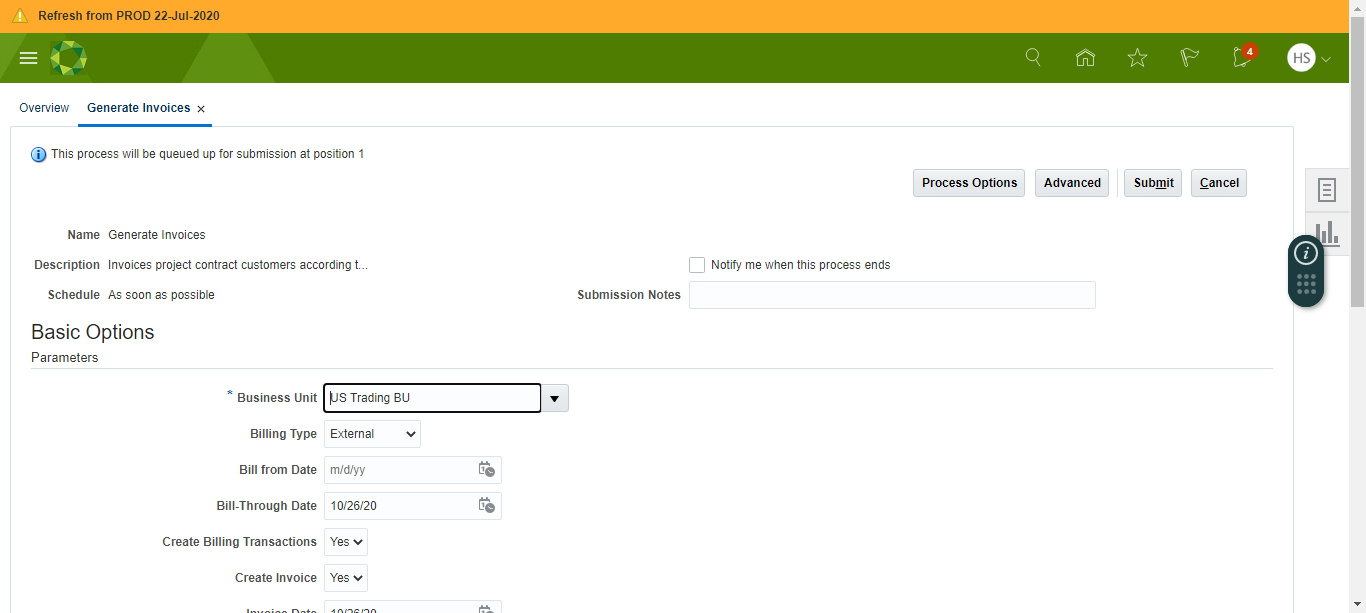 Refresh from PROD 22-Jul-2020
4
HS
Overview Generate Invoices ×
This process will be queued up for submission at position 1
Process Options Advanced Submit Cancel
Name Generate Invoices
Description Invoices project contract customers according t... Notify me when this process ends
Schedule As soon as possible Submission Notes
Basic Options
Parameters
* Business Unit US Trading BU
Billing Type External
Bill from Date m/d/yy
Bill-Through Date 10/26/20
Create Billing Transactions Yes
Create Invoice Yes
Invoice Date 10/26/20